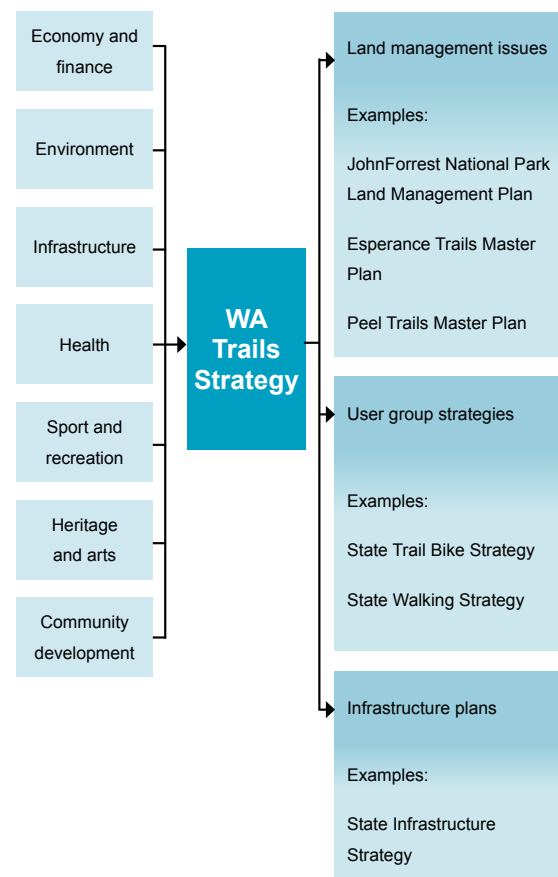 Economy and
finance
Environment
Infrastructure
Health
Sport and
recreation
Heritage
and arts
Community
development
WA
Trails
Strategy
Land management issues
Examples:
JohnForrest National Park
Land Management Plan
Esperance Trails Master
Plan
Peel Trails Master Plan
User group strategies
Examples:
State Trail Bike Strategy
State Walking Strategy
Infrastructure plans
Examples:
State Infrastructure
Strategy